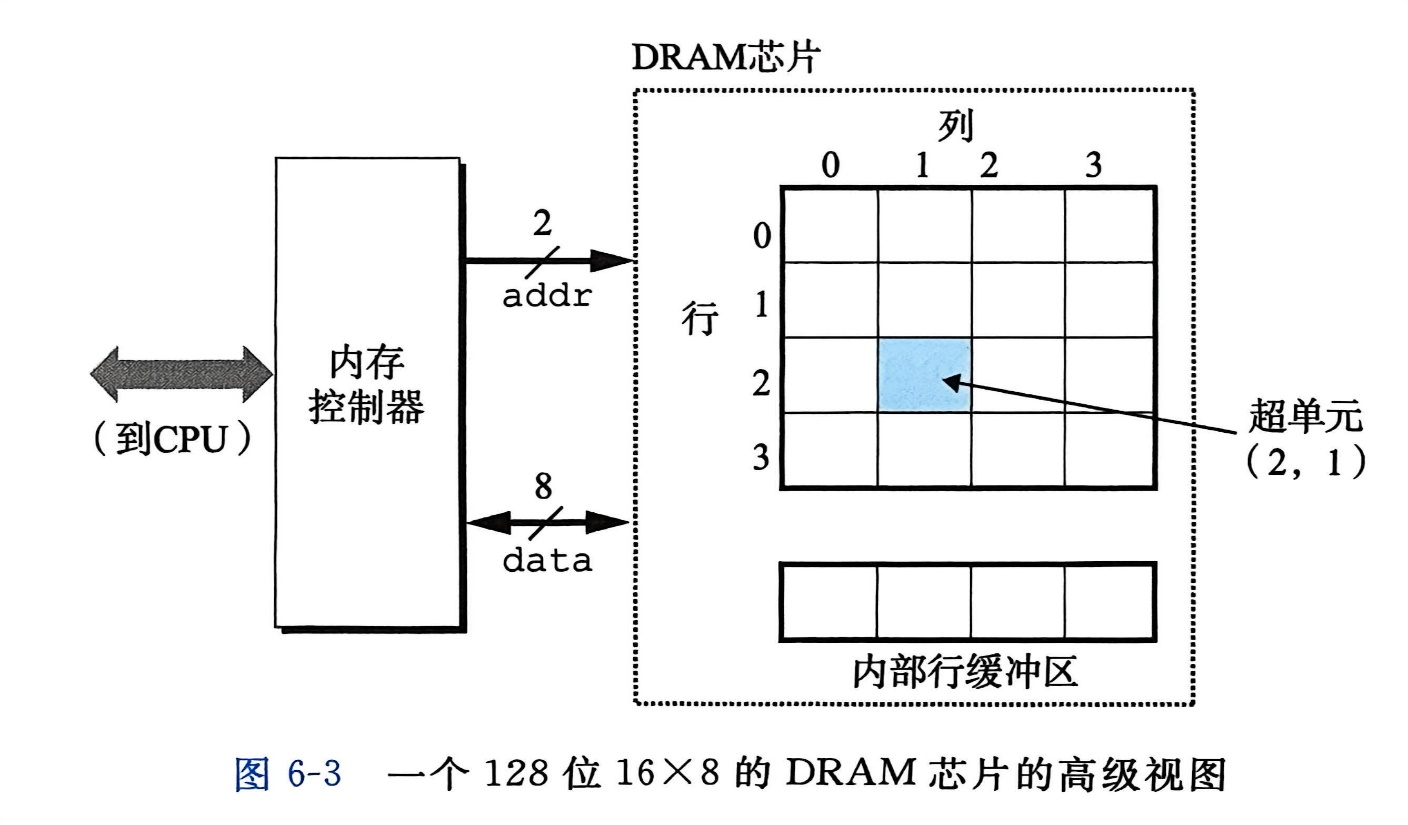 DRAM芯片
列
0 1 2 3
0
1
2
3
行
2
addr
内存
控制器
（到CPU）
8
data
超单元
（2，1）
内部行缓冲区
图 6-3 一个 128 位 16×8 的 DRAM 芯片的高级视图